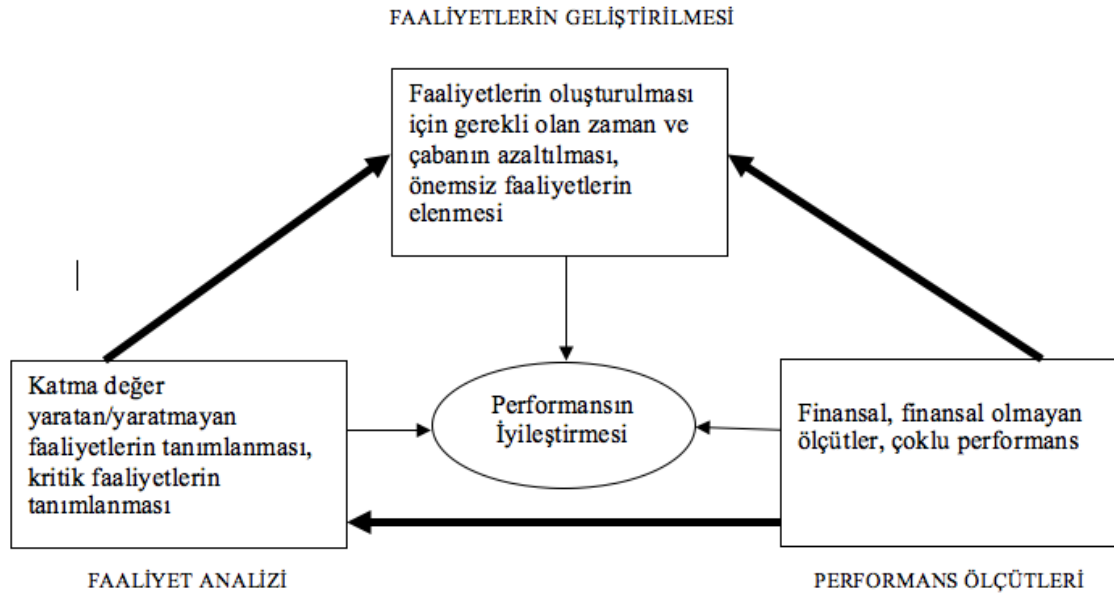 FAALİYETLERİN GELİŞTİRİLMESİ
Faaliyetlerin oluşturulması
için gerekli olan zaman ve
çabanın azaltılması,
önemsiz faaliyetlerin
elenmesi
Katma değer
yaratan/yaratmayan
faaliyetlerin tanımlanması,
kritik faaliyetlerin
tanımlanması
Performansın
İyileştirmesi
Finansal, finansal olmayan
ölçütler, çoklu performans
FAALİYET ANALİZİ
PERFORMANS ÖLÇÜTLERİ